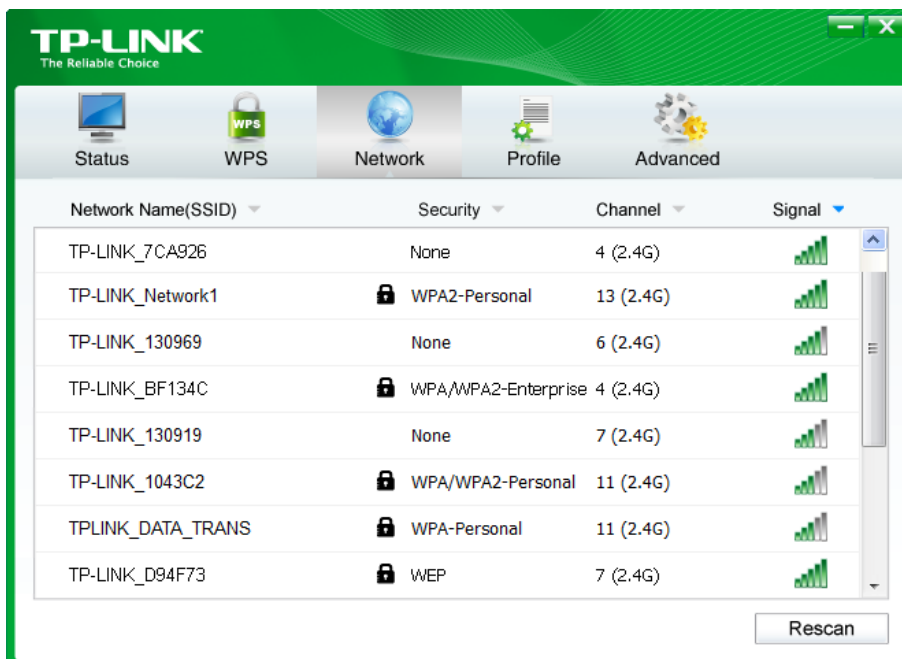 TP-LINK
The Reliable Choice
WPS
Status WPS Network Profile Advanced
Network Name(SSID) Security Channel Signal
TP-LINK_7CA926 None 4 (2.4G)
TP-LINK_Network1 WPA2-Personal 13 (2.4G)
TP-LINK_130969 None 6 (2.4G)
TP-LINK_BF134C WPA/WPA2-Enterprise 4 (2.4G)
TP-LINK_130919 None 7 (2.4G)
TP-LINK_1043C2 WPA/WPA2-Personal 11 (2.4G)
TPLINK_DATA_TRANS WPA-Personal 11 (2.4G)
TP-LINK_D94F73 WEP 7 (2.4G)
Rescan